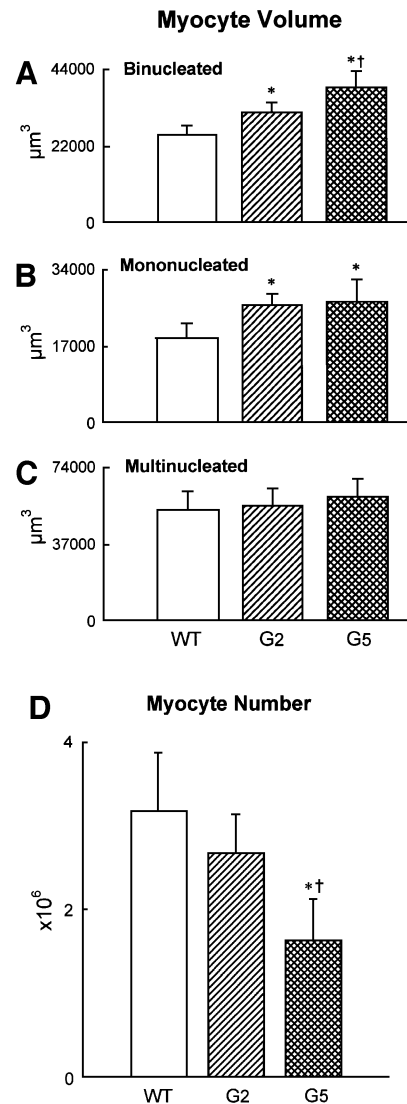 Myocyte Volume
A
Binucleated
44000
22000
0
μm³
*
*†
B
Mononucleated
34000
17000
0
μm³
*
*
C
Multinucleated
74000
37000
0
μm³
WT G2 G5
D
Myocyte Number
4
2
0
x10⁶
*†
WT G2 G5